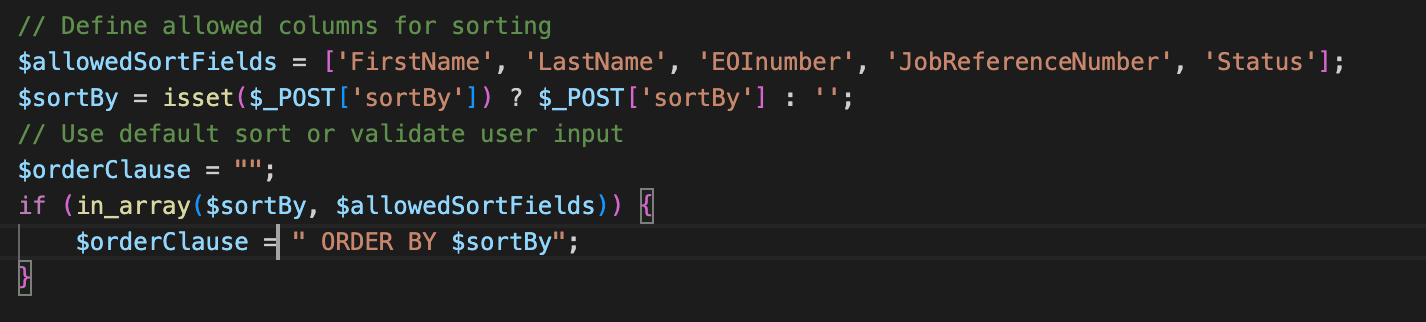 // Define allowed columns for sorting
$allowedSortFields = ['FirstName', 'LastName', 'EOInumber', 'JobReferenceNumber', 'Status'];
$sortBy = isset($_POST['sortBy']) ? $_POST['sortBy'] : '';
// Use default sort or validate user input
$orderClause = "";
if (in_array($sortBy, $allowedSortFields)) {
    $orderClause = " ORDER BY $sortBy";
}